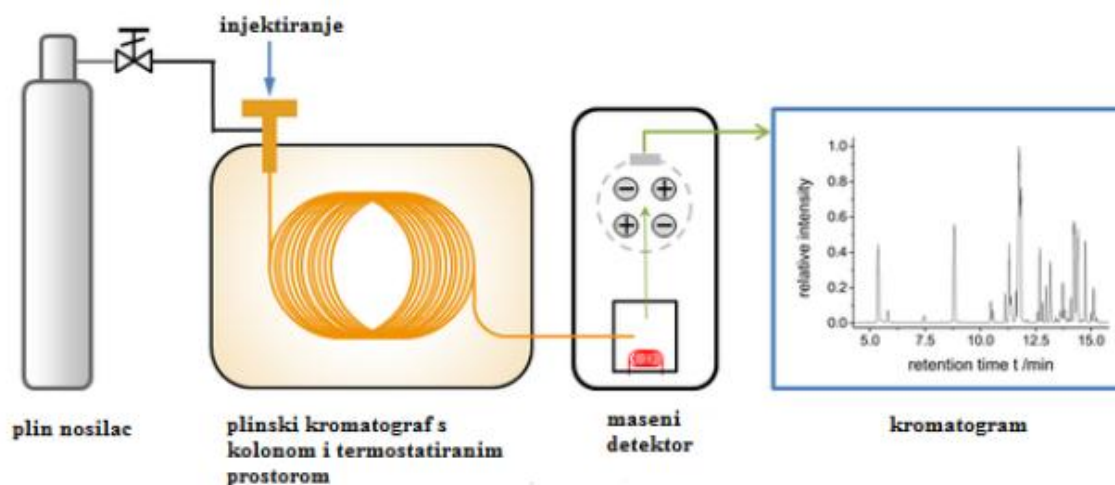 injektiranje
plin nosilac
plinski kromatograf s
kolonom i termostatiranim
prostorom
maseni
detektor
− +
+ −
kromatogram
relative intensity
1.0
0.8
0.6
0.4
0.2
0.0
5.0 7.5 10.0 12.5 15.0
retention time t /min